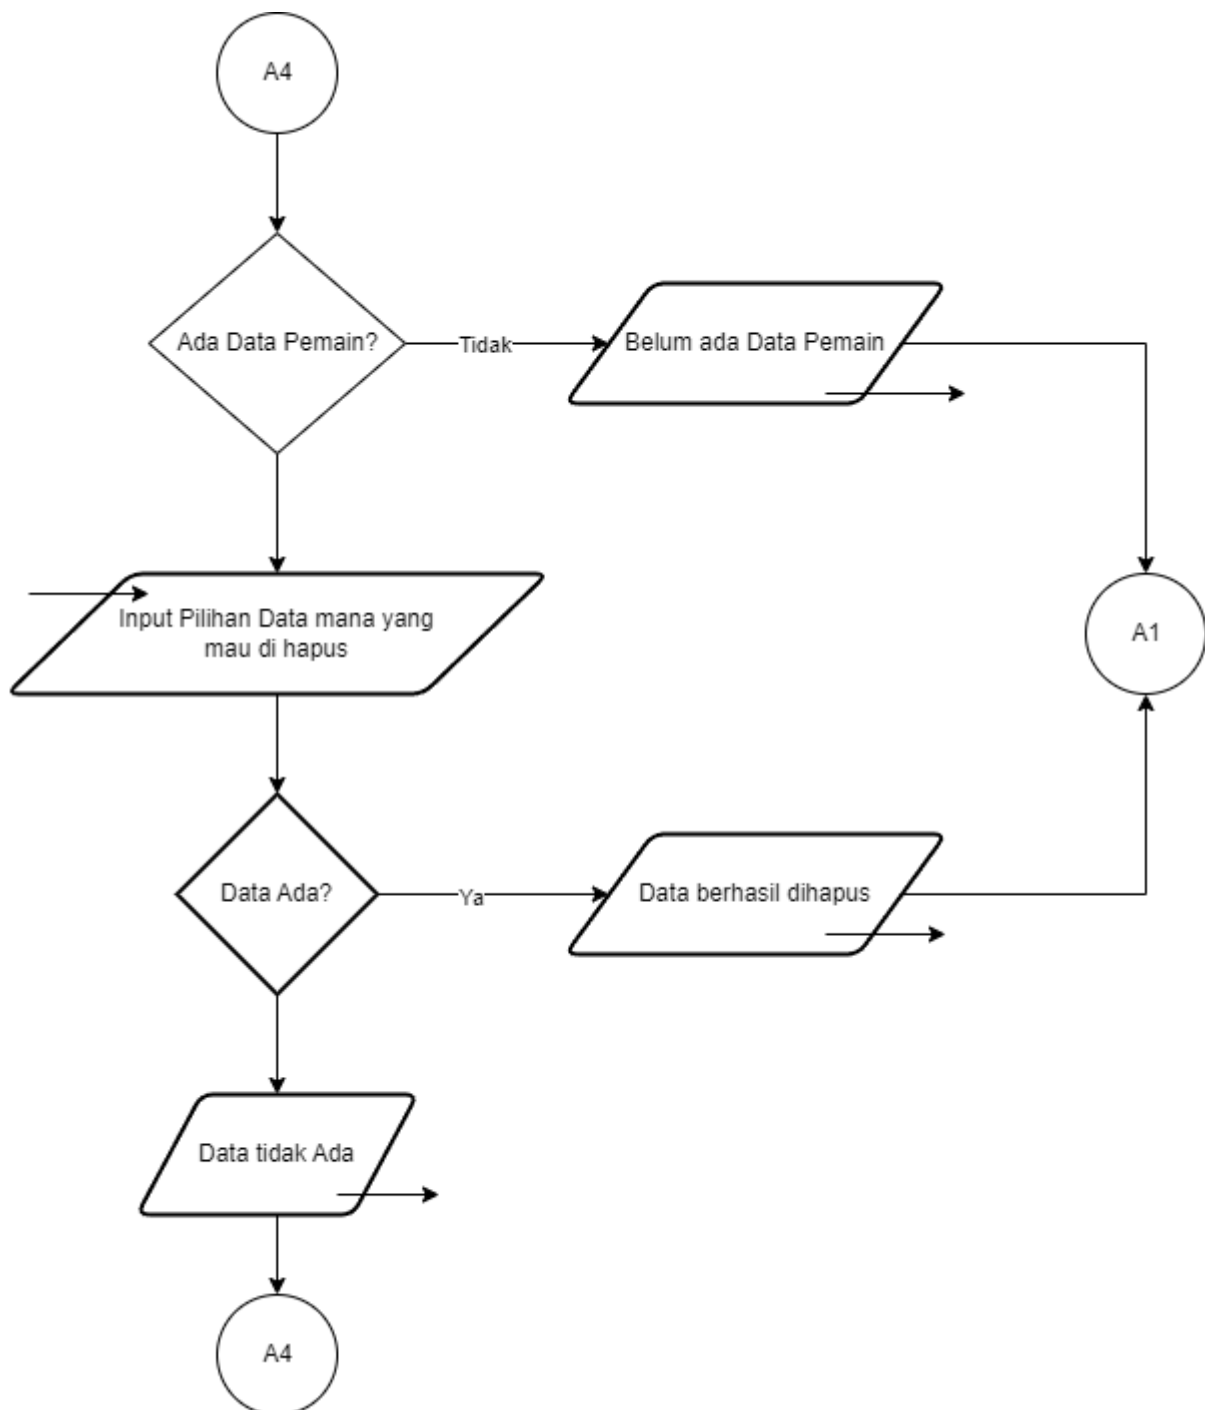 A4
Ada Data Pemain?
Tidak
Belum ada Data Pemain
Input Pilihan Data mana yang
mau di hapus
A1
Data Ada?
Ya
Data berhasil dihapus
Data tidak Ada
A4